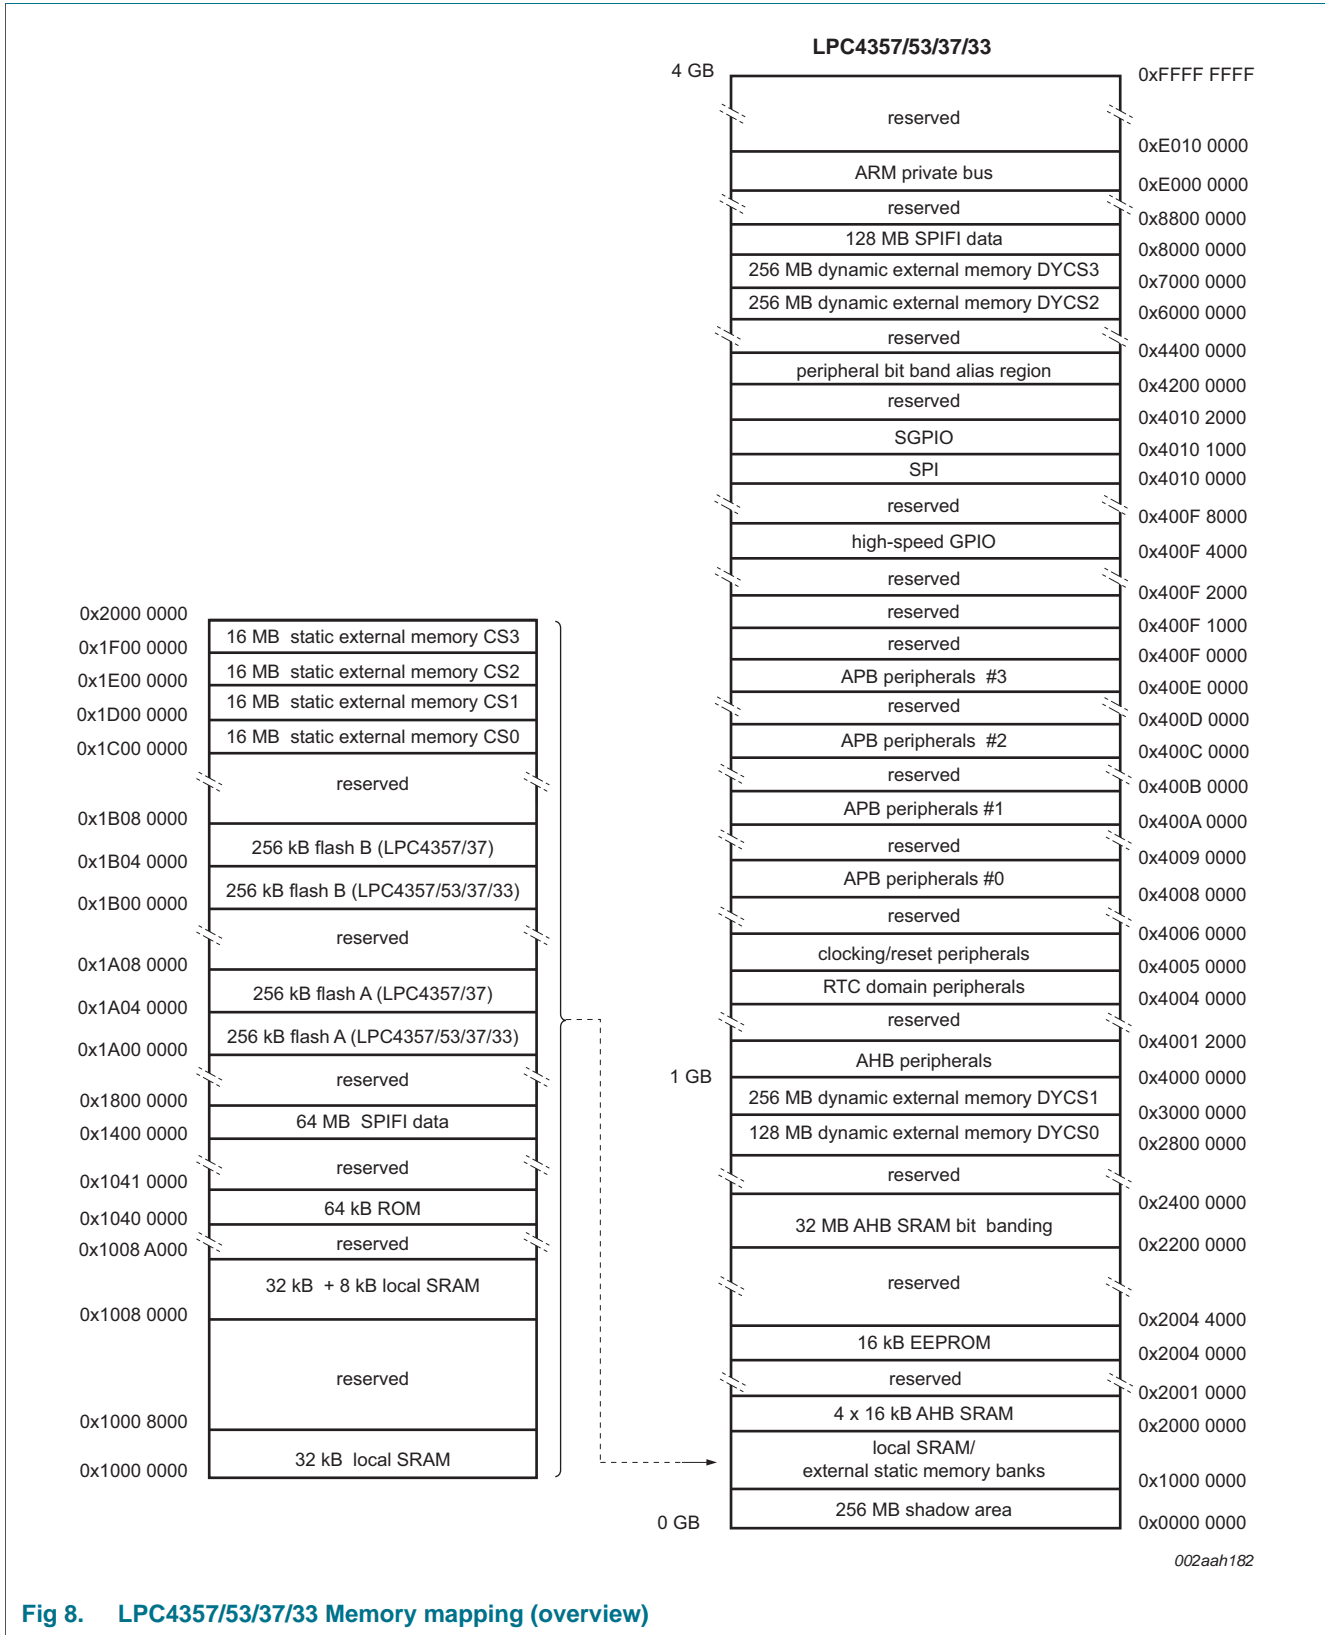 LPC4357/53/37/33
4 GB
0xFFFF FFFF
reserved
0xE010 0000
ARM private bus
0xE000 0000
reserved
0x8800 0000
128 MB SPIFI data
0x8000 0000
256 MB dynamic external memory DYCS3
0x7000 0000
256 MB dynamic external memory DYCS2
0x6000 0000
reserved
0x4400 0000
peripheral bit band alias region
0x4200 0000
reserved
0x4010 2000
SGPIO
0x4010 1000
SPI
0x4010 0000
reserved
0x400F 8000
high-speed GPIO
0x400F 4000
reserved
0x400F 2000
reserved
0x400F 1000
reserved
0x400F 0000
APB peripherals #3
0x400E 0000
reserved
0x400D 0000
APB peripherals #2
0x400C 0000
reserved
0x400B 0000
APB peripherals #1
0x400A 0000
reserved
0x4009 0000
APB peripherals #0
0x4008 0000
reserved
0x4006 0000
clocking/reset peripherals
0x4005 0000
RTC domain peripherals
0x4004 0000
reserved
0x4001 2000
AHB peripherals
1 GB
0x4000 0000
256 MB dynamic external memory DYCS1
0x3000 0000
128 MB dynamic external memory DYCS0
0x2800 0000
reserved
0x2400 0000
32 MB AHB SRAM bit banding
0x2200 0000
reserved
0x2004 4000
16 kB EEPROM
0x2004 0000
reserved
0x2001 0000
4 x 16 kB AHB SRAM
0x2000 0000
local SRAM/
external static memory banks
0x1000 0000
256 MB shadow area
0 GB
0x0000 0000
0x2000 0000
16 MB static external memory CS3
0x1F00 0000
16 MB static external memory CS2
0x1E00 0000
16 MB static external memory CS1
0x1D00 0000
16 MB static external memory CS0
0x1C00 0000
reserved
0x1B08 0000
256 kB flash B (LPC4357/37)
0x1B04 0000
256 kB flash B (LPC4357/53/37/33)
0x1B00 0000
reserved
0x1A08 0000
256 kB flash A (LPC4357/37)
0x1A04 0000
256 kB flash A (LPC4357/53/37/33)
0x1A00 0000
reserved
0x1800 0000
64 MB SPIFI data
0x1400 0000
reserved
0x1041 0000
64 kB ROM
0x1040 0000
reserved
0x1008 A000
32 kB + 8 kB local SRAM
0x1008 0000
reserved
0x1000 8000
32 kB local SRAM
0x1000 0000
002aah182
Fig 8. LPC4357/53/37/33 Memory mapping (overview)